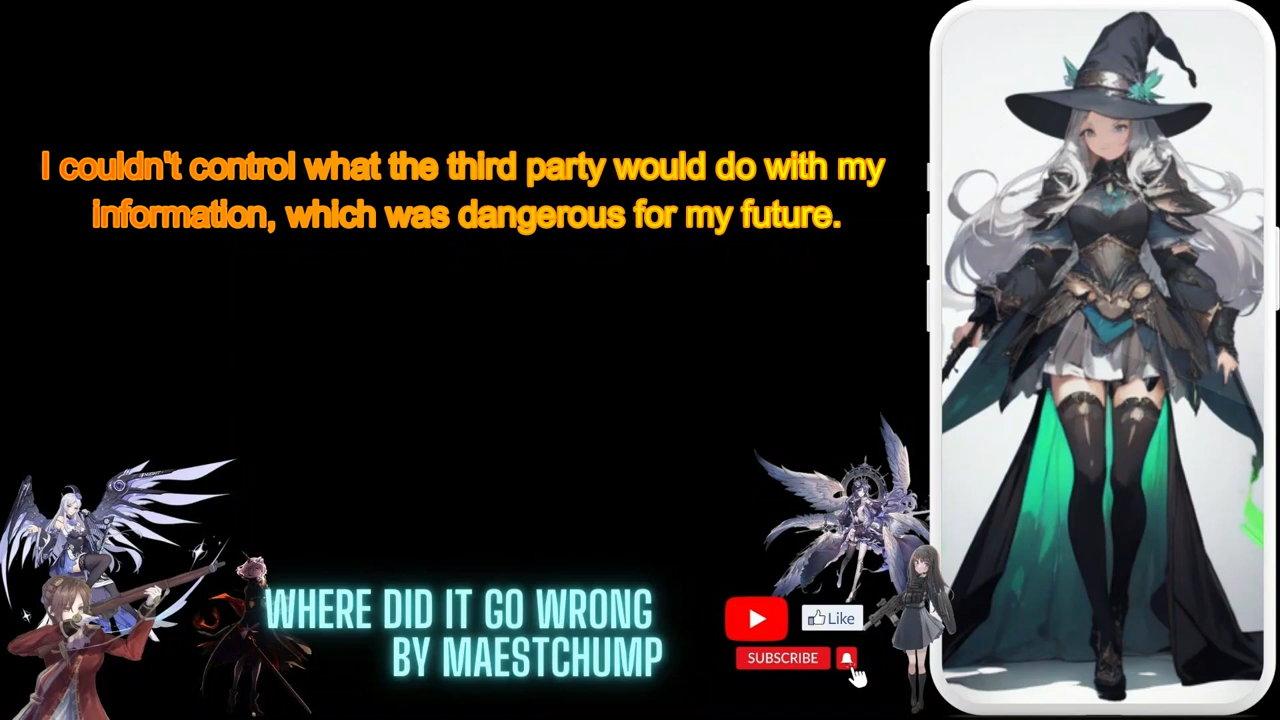 I couldn't control what the third party would do with my
information, which was dangerous for my future.
WHERE DID IT GO WRONG
BY MAESTCHUMP
Like
SUBSCRIBE